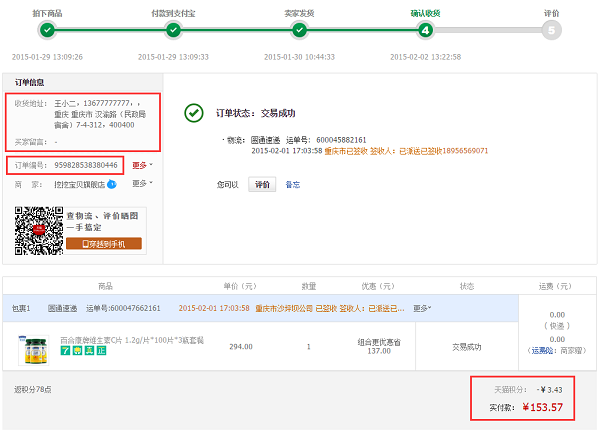 拍下商品 付款到支付宝 卖家发货 确认收货 评价
4 5
2015-01-29 13:09:26 2015-01-29 13:09:33 2015-01-30 10:44:33 2015-02-02 13:22:58
订单信息
收货地址： 王小二，13677777777，，
重庆 重庆市 汉渝路（民政局
7-4-312，400400
买家留言： -
订单编号： 959828538380446 更多
商 家： 挖挖宝贝旗舰店
查物流、评价晒图
一手搞定
穿越到手机
订单状态：交易成功
· 物流： 圆通速递 运单号： 600045882161
2015-02-01 17:03:58 重庆市已签收 签收人：已派送已签收18956569071
您可以 评价 备忘
商品 单价（元） 数量 优惠（元） 状态 运费（元）
包裹1 圆通速递 运单号:600047662161 2015-02-01 17:03:58 重庆市沙坪坝公司 已签收 签收人：已派送已... 更多
百合康牌维生素C片 1.2g/片*100片*3瓶套餐
7 正
294.00 1 组合更优惠省
137.00
交易成功
0.00
（快递）
0.00
（运费险：商家赠）
返积分78点
天猫积分： -￥3.43
实付款： ￥153.57